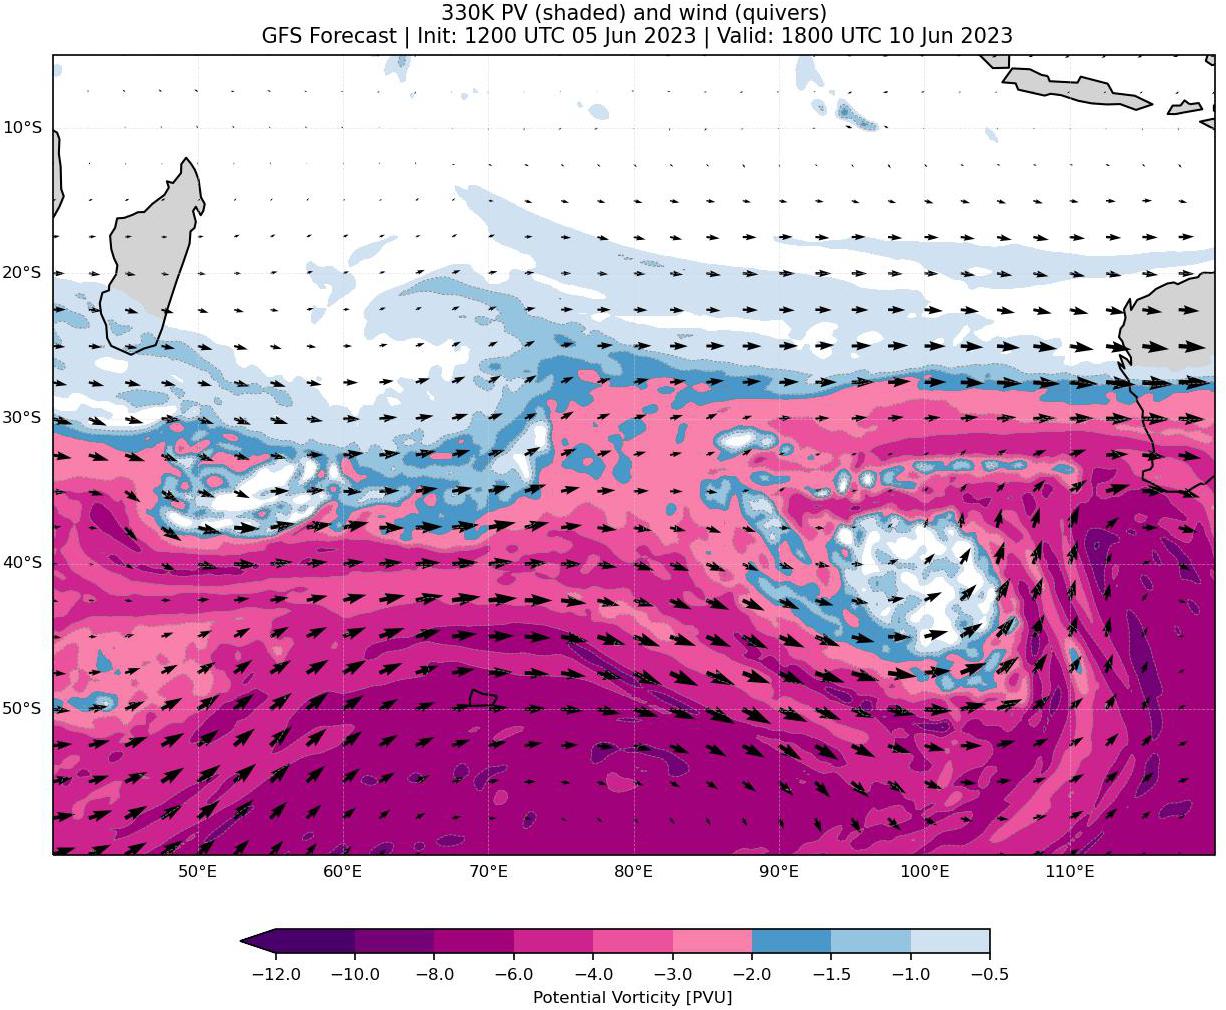 330K PV (shaded) and wind (quivers)
GFS Forecast | Init: 1200 UTC 05 Jun 2023 | Valid: 1800 UTC 10 Jun 2023
10°S
20°S
30°S
40°S
50°S
50°E 60°E 70°E 80°E 90°E 100°E 110°E
−12.0 −10.0 −8.0 −6.0 −4.0 −3.0 −2.0 −1.5 −1.0 −0.5
Potential Vorticity [PVU]